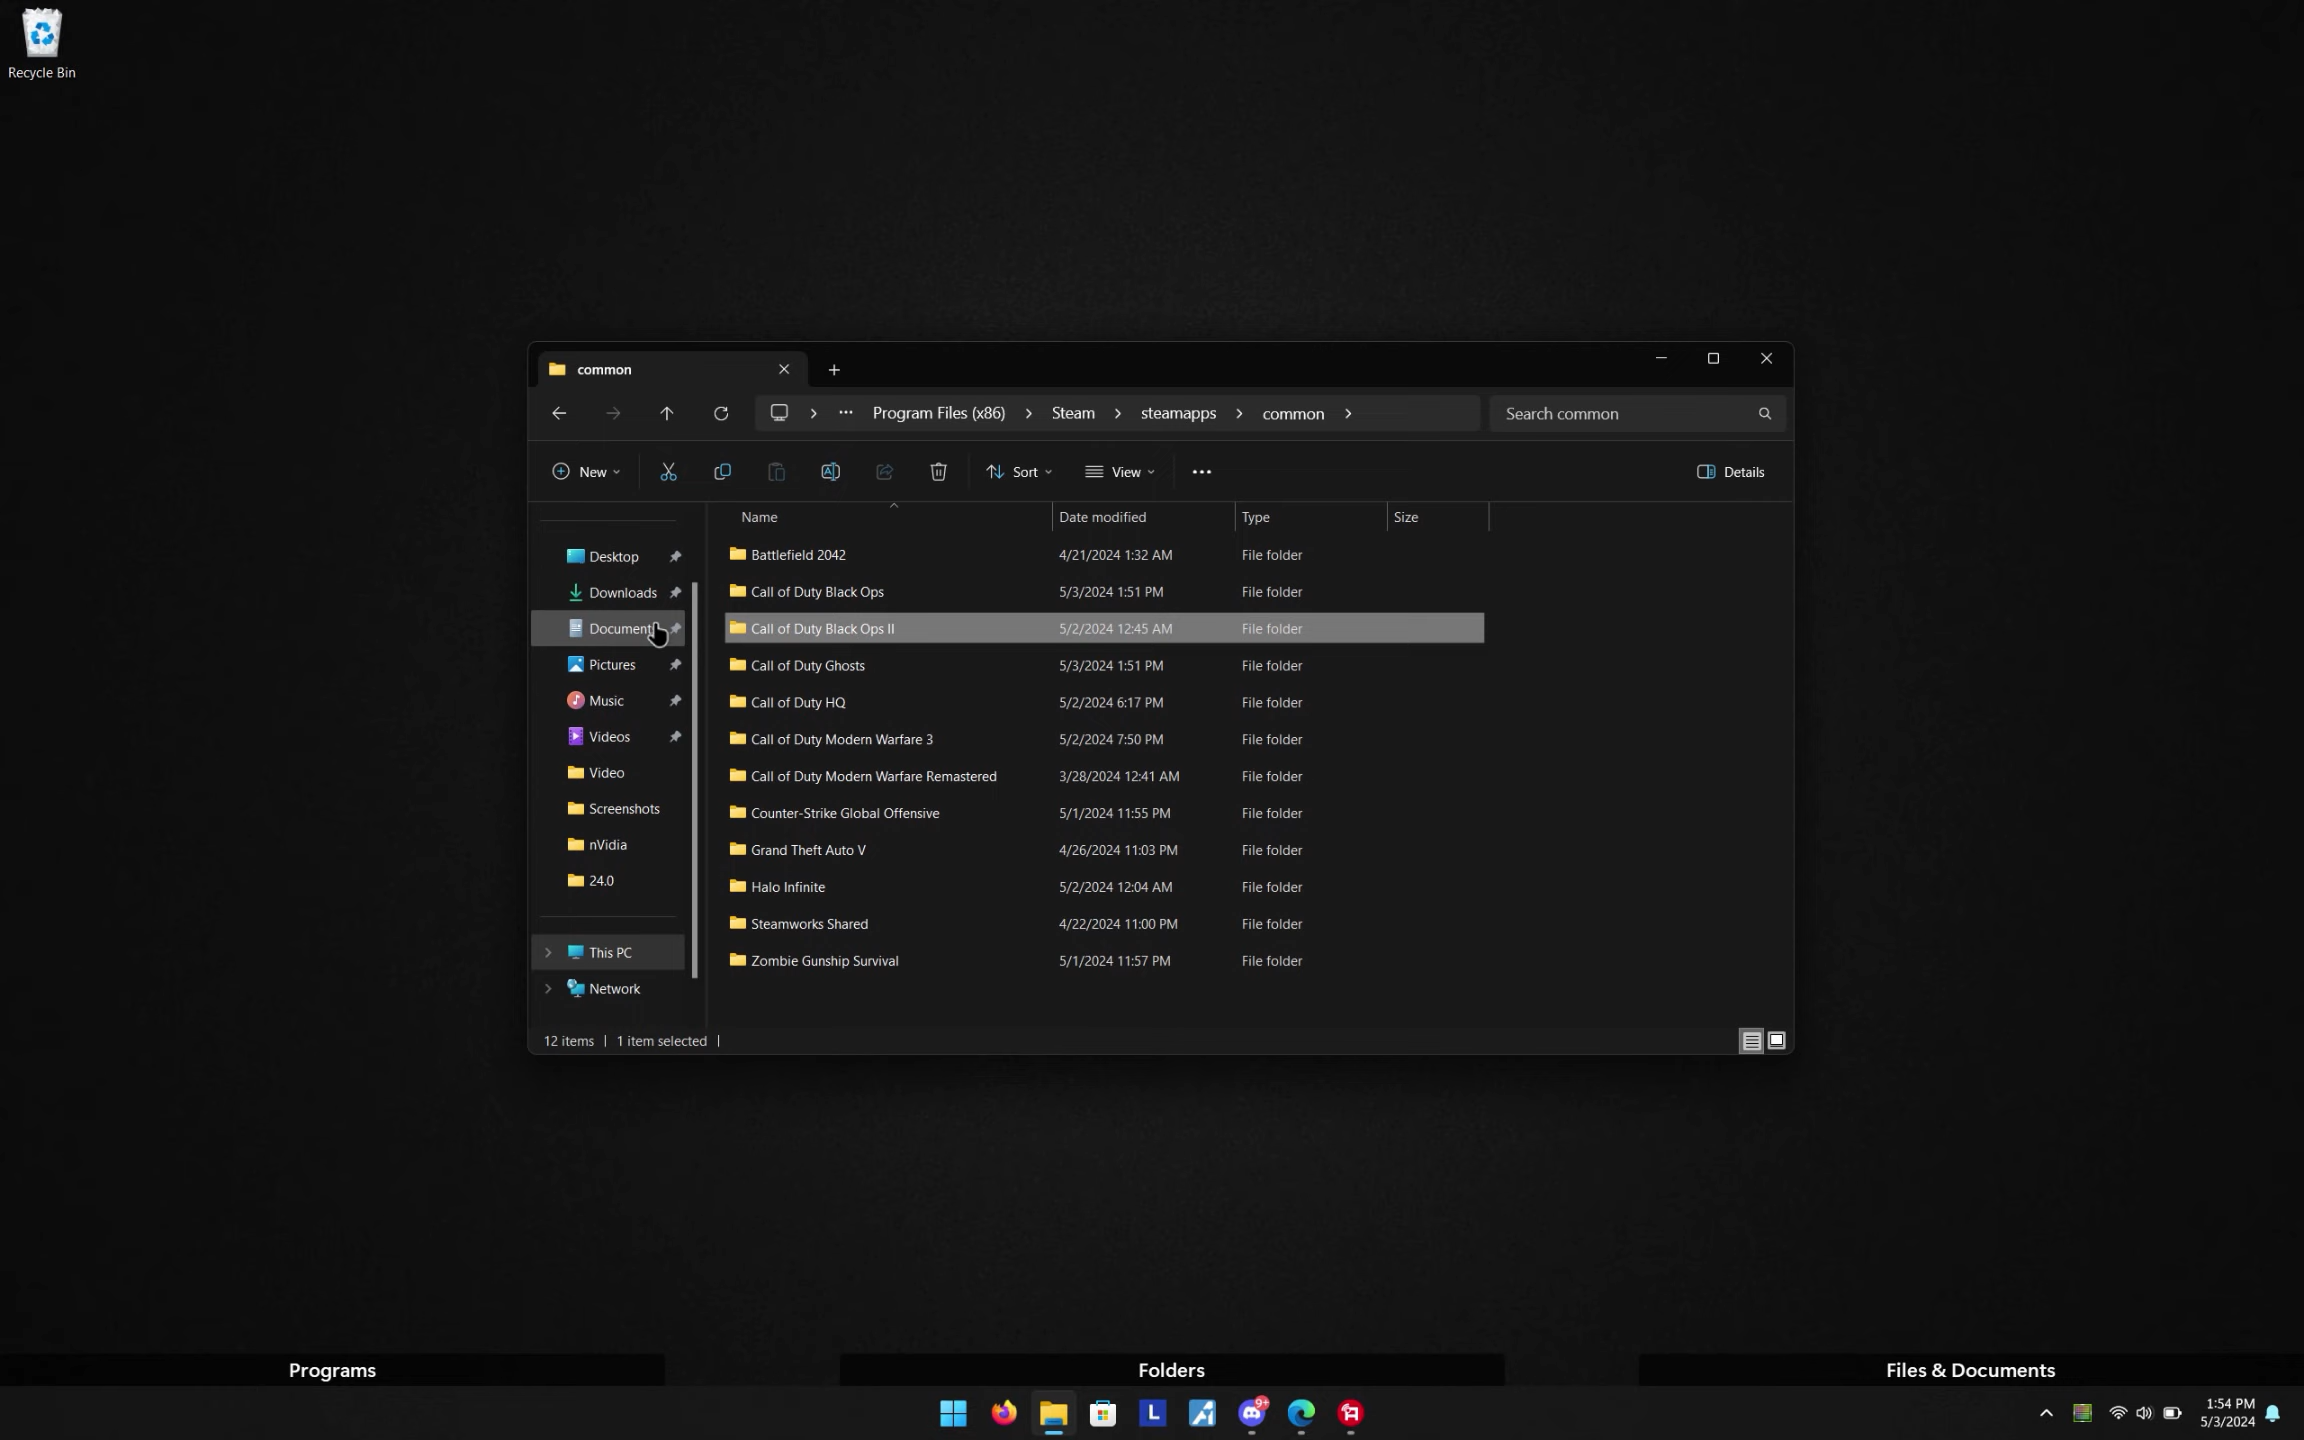 Recycle Bin
common
Program Files (x86) Steam steamapps common
Search common
New Sort View Details
Name Date modified Type Size
Desktop
Downloads
Document
Pictures
Music
Videos
Video
Screenshots
nVidia
24.0
This PC
Network
Battlefield 2042 4/21/2024 1:32 AM File folder
Call of Duty Black Ops 5/3/2024 1:51 PM File folder
Call of Duty Black Ops II 5/2/2024 12:45 AM File folder
Call of Duty Ghosts 5/3/2024 1:51 PM File folder
Call of Duty HQ 5/2/2024 6:17 PM File folder
Call of Duty Modern Warfare 3 5/2/2024 7:50 PM File folder
Call of Duty Modern Warfare Remastered 3/28/2024 12:41 AM File folder
Counter-Strike Global Offensive 5/1/2024 11:55 PM File folder
Grand Theft Auto V 4/26/2024 11:03 PM File folder
Halo Infinite 5/2/2024 12:04 AM File folder
Steamworks Shared 4/22/2024 11:00 PM File folder
Zombie Gunship Survival 5/1/2024 11:57 PM File folder
12 items 1 item selected
Programs
Folders
Files & Documents
L
9+
1:54 PM
5/3/2024